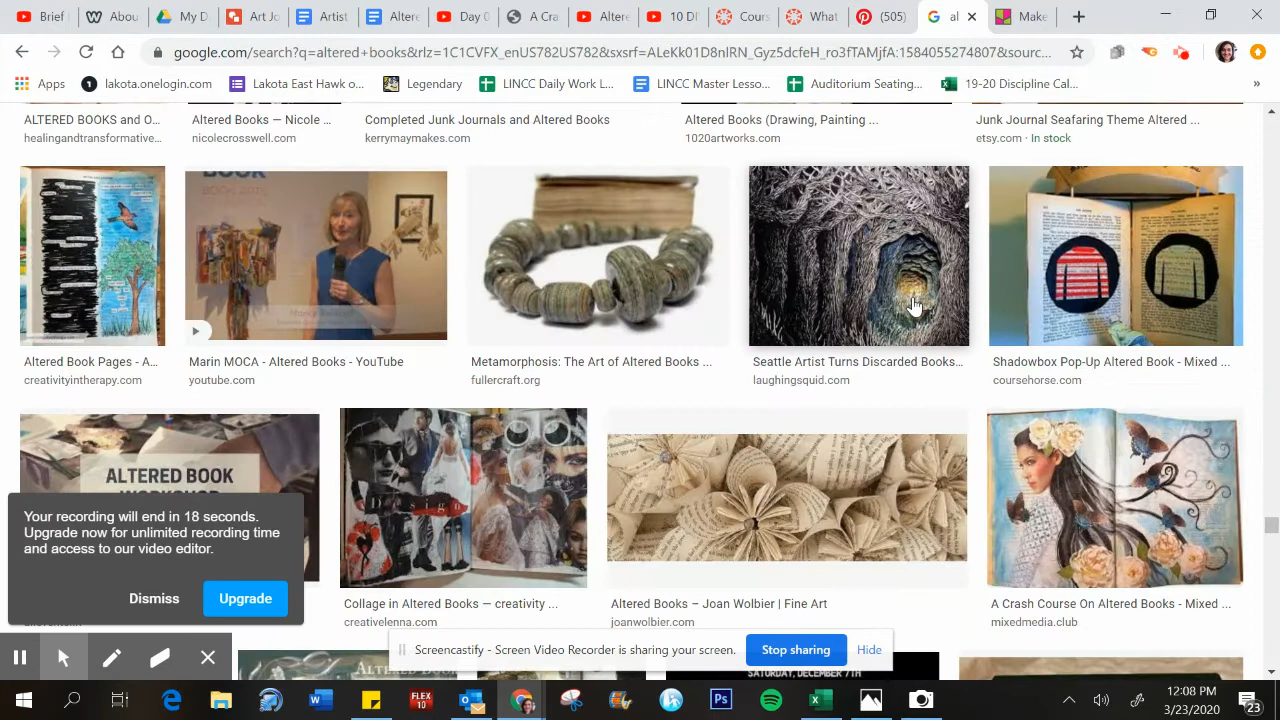 Brief
Abou
My D
Art Jo
Artist
Altere
Day 0
A Cra
Altere
10 Di
Cours
What
(505)
al
Make
google.com/search?q=altered+books&rlz=1C1CVFX_enUS782US782&sxsrf=ALeKk01D8nlRN_Gyz5dcfeH_ro3fTAMjfA:1584055274807&sourc...
Apps
lakota.onelogin.com
Lakota East Hawk o...
Legendary
LINCC Daily Work L...
LINCC Master Lesso...
Auditorium Seating...
19-20 Discipline Cal...
»
ALTERED BOOKS and O...
Altered Books — Nicole ...
Completed Junk Journals and Altered Books
Altered Books (Drawing, Painting ...
Junk Journal Seafaring Theme Altered ...
healingandtransformative...
nicolecrosswell.com
kerrymaymakes.com
1020artworks.com
etsy.com · In stock
BOOK
Altered Book Pages - A...
Marin MOCA - Altered Books - YouTube
Metamorphosis: The Art of Altered Books ...
Seattle Artist Turns Discarded Books...
Shadowbox Pop-Up Altered Book - Mixed ...
creativityintherapy.com
youtube.com
fullercraft.org
laughingsquid.com
coursehorse.com
ALTERED BOOK
Your recording will end in 18 seconds.
Upgrade now for unlimited recording time
and access to our video editor.
Dismiss
Upgrade
Collage in Altered Books — creativity ...
Altered Books – Joan Wolbier | Fine Art
A Crash Course On Altered Books - Mixed ...
creativelenna.com
joanwolbier.com
mixedmedia.club
Screencastify - Screen Video Recorder is sharing your screen.
Stop sharing
Hide
SATURDAY, DECEMBER 7TH
FLEX
10
12:08 PM
3/23/2020
23